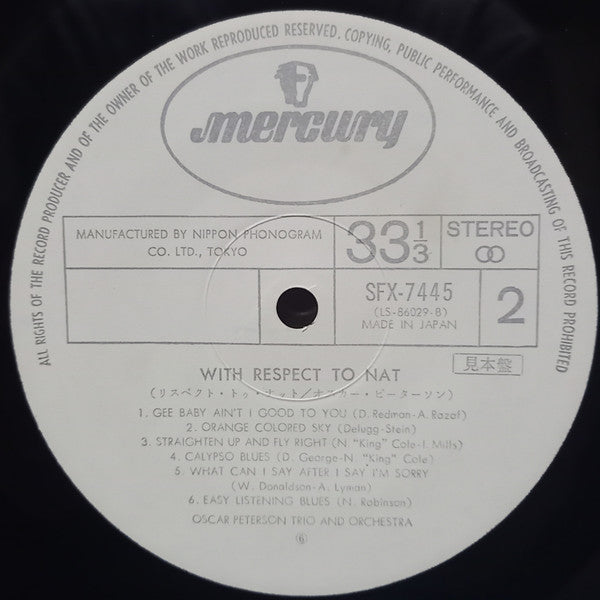 ALL RIGHTS OF THE RECORD PRODUCER AND OF THE OWNER OF THE WORK REPRODUCED RESERVED. COPYING, PUBLIC PERFORMANCE AND BROADCASTING OF THIS RECORD PROHIBITED
mercury
MANUFACTURED BY NIPPON PHONOGRAM
CO. LTD., TOKYO
33 1/3
STEREO
SFX-7445
(LS-86029-B)
MADE IN JAPAN
2
見本盤
WITH RESPECT TO NAT
(リスペクト・トゥ・ナット/オスカー・ピーターソン)
1. GEE BABY AIN'T I GOOD TO YOU (D. Redman-A. Razaf)
2. ORANGE COLORED SKY (Delugg-Stein)
3. STRAIGHTEN UP AND FLY RIGHT (N. "King" Cole-I. Mills)
4. CALYPSO BLUES (D. George-N. "King" Cole)
5. WHAT CAN I SAY AFTER I SAY I'M SORRY
(W. Donaldson-A. Lyman)
6. EASY LISTENING BLUES (N. Robinson)
OSCAR PETERSON TRIO AND ORCHESTRA
⑥